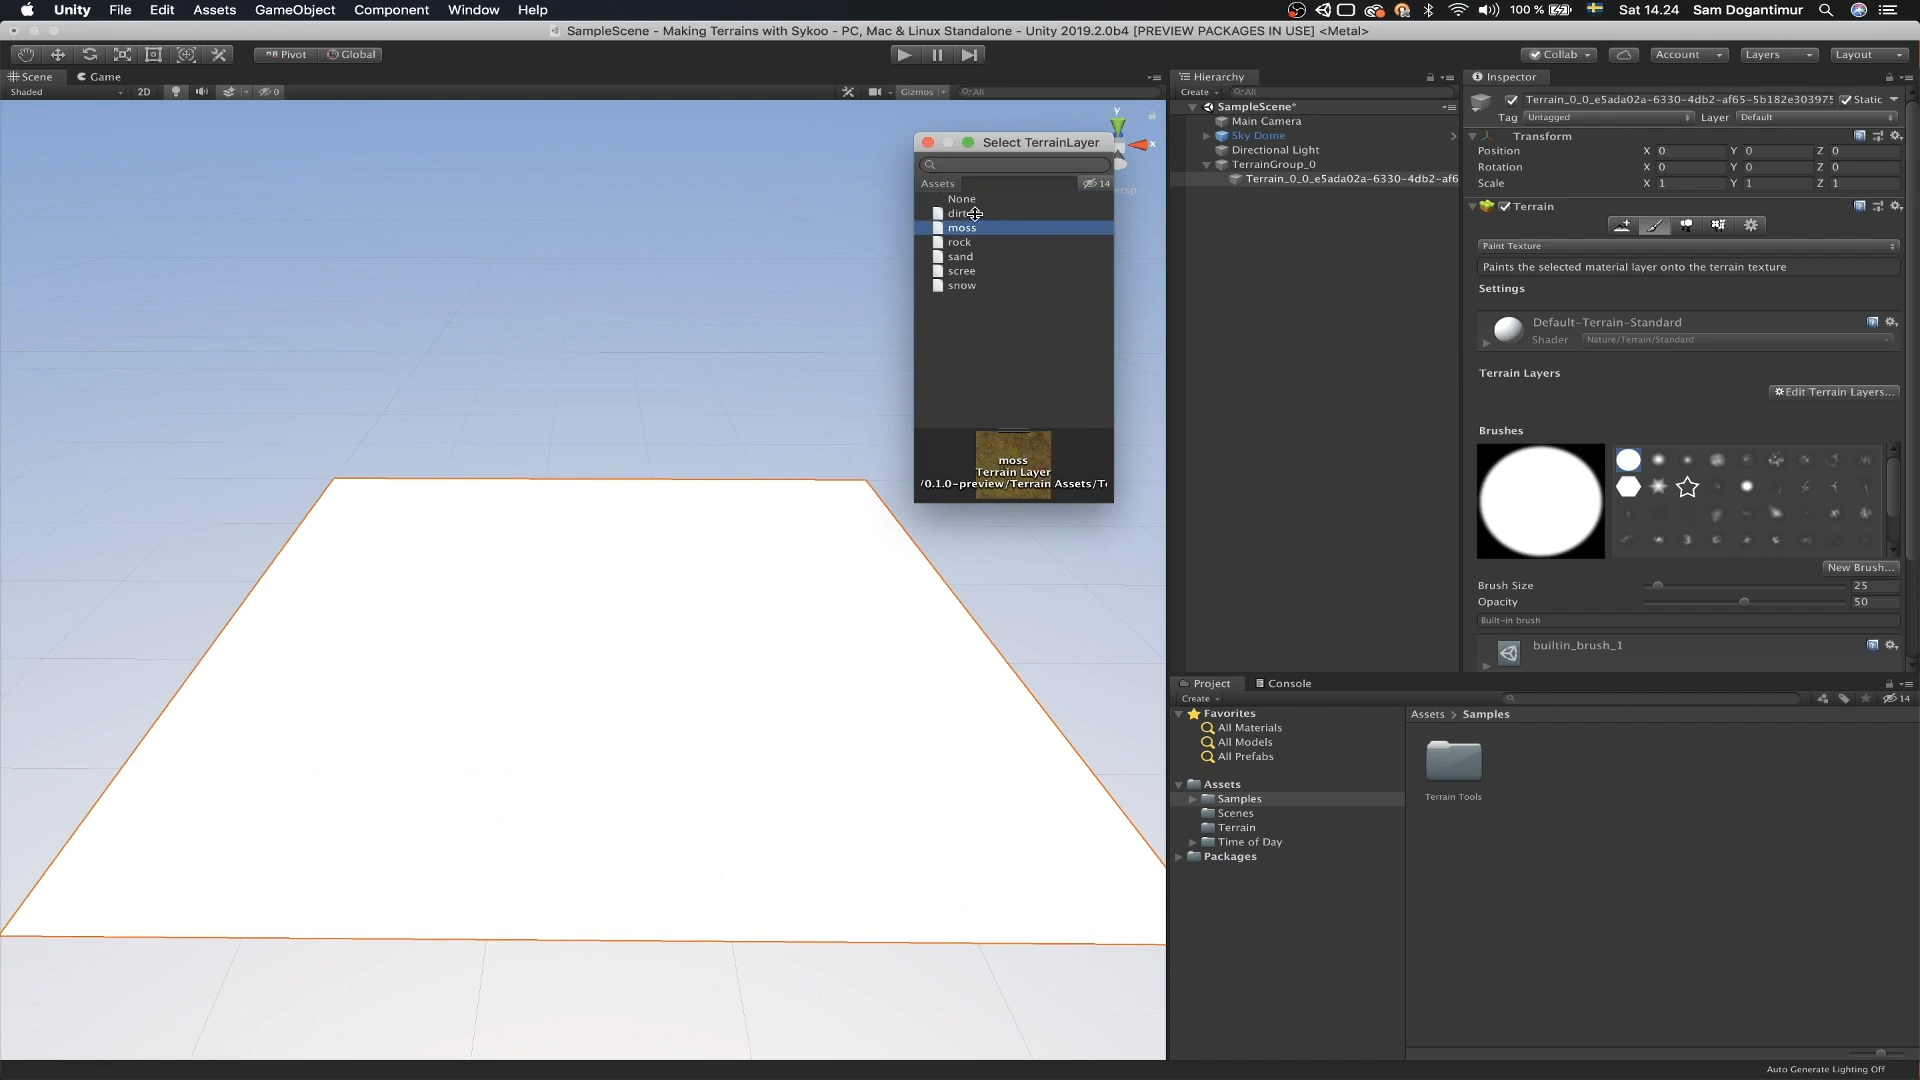 Unity File Edit Assets GameObject Component Window Help
100 % Sat 14.24 Sam Dogantimur
SampleScene - Making Terrains with Sykoo - PC, Mac & Linux Standalone - Unity 2019.2.0b4 [PREVIEW PACKAGES IN USE] <Metal>
Pivot Global
Collab Account Layers Layout
Scene Game
Shaded 2D 0 Gizmos All
Hierarchy
Create All
SampleScene*
Main Camera
Sky Dome
Directional Light
TerrainGroup_0
Terrain_0_0_e5ada02a-6330-4db2-af6
y
x
Select TerrainLayer
Assets 14
None
dirt
moss
rock
sand
scree
snow
moss
Terrain Layer
/0.1.0-preview/Terrain Assets/Te
Inspector
Terrain_0_0_e5ada02a-6330-4db2-af65-5b182e303975 Static
Tag Untagged Layer Default
Transform
Position X 0 Y 0 Z 0
Rotation X 0 Y 0 Z 0
Scale X 1 Y 1 Z 1
Terrain
Paint Texture
Paints the selected material layer onto the terrain texture
Settings
Default-Terrain-Standard
Shader Nature/Terrain/Standard
Terrain Layers
Edit Terrain Layers...
Brushes
New Brush...
Brush Size 25
Opacity 50
Built-in brush
builtin_brush_1
Project Console
Create 14
Favorites
All Materials
All Models
All Prefabs
Assets
Samples
Scenes
Terrain
Time of Day
Packages
Assets > Samples
Terrain Tools
Auto Generate Lighting Off